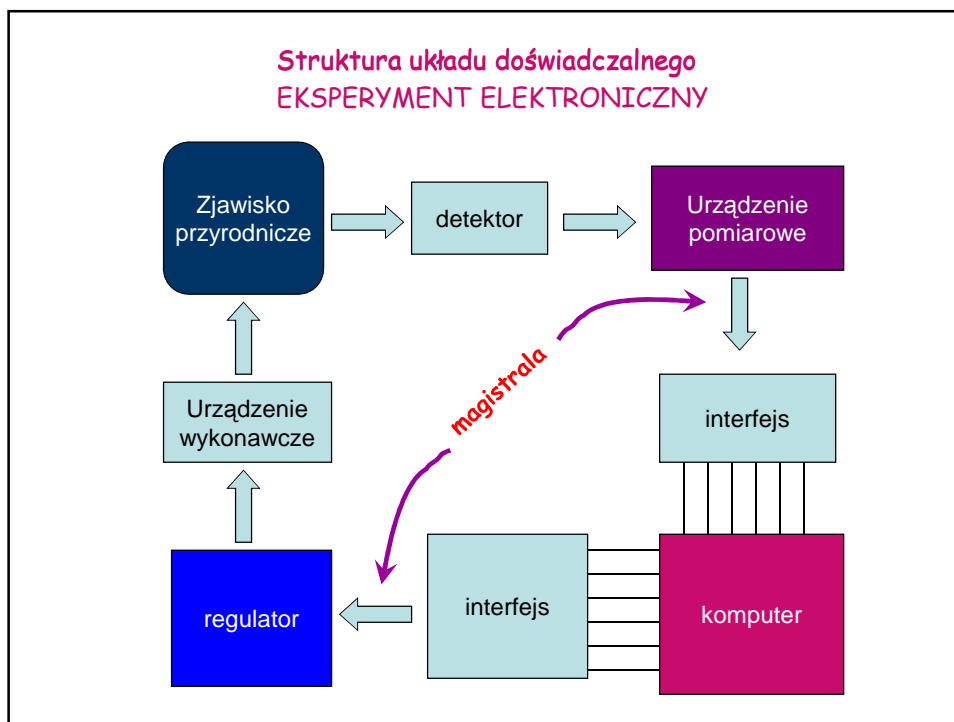 Struktura układu doświadczalnego
EKSPERYMENT ELEKTRONICZNY
Zjawisko
przyrodnicze
detektor
Urządzenie
pomiarowe
magistrala
Urządzenie
wykonawcze
interfejs
regulator
interfejs
komputer